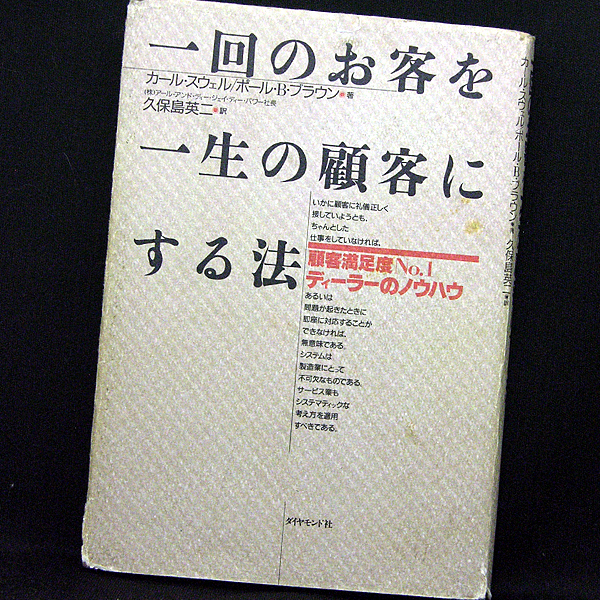 一回のお客を
カール・スウェル/ポール・B・ブラウン●著
(株)アール・アンド・ディー・ジェイ・ディー・パワー社長
久保島英二●訳
一生の顧客に
する法
いかに顧客に礼儀正しく
接していようとも、
ちゃんとした
仕事をしていなければ、
顧客満足度No.1
ディーラーのノウハウ
あるいは
問題が起きたときに
即座に対応することが
できなければ、
無意味である。
システムは
製造業にとって
不可欠なものである。
サービス業も
システマティックな
考え方を適用
すべきである。
ダイヤモンド社
カール・スウェル/ポール・B・ブラウン●著
久保島英二●訳